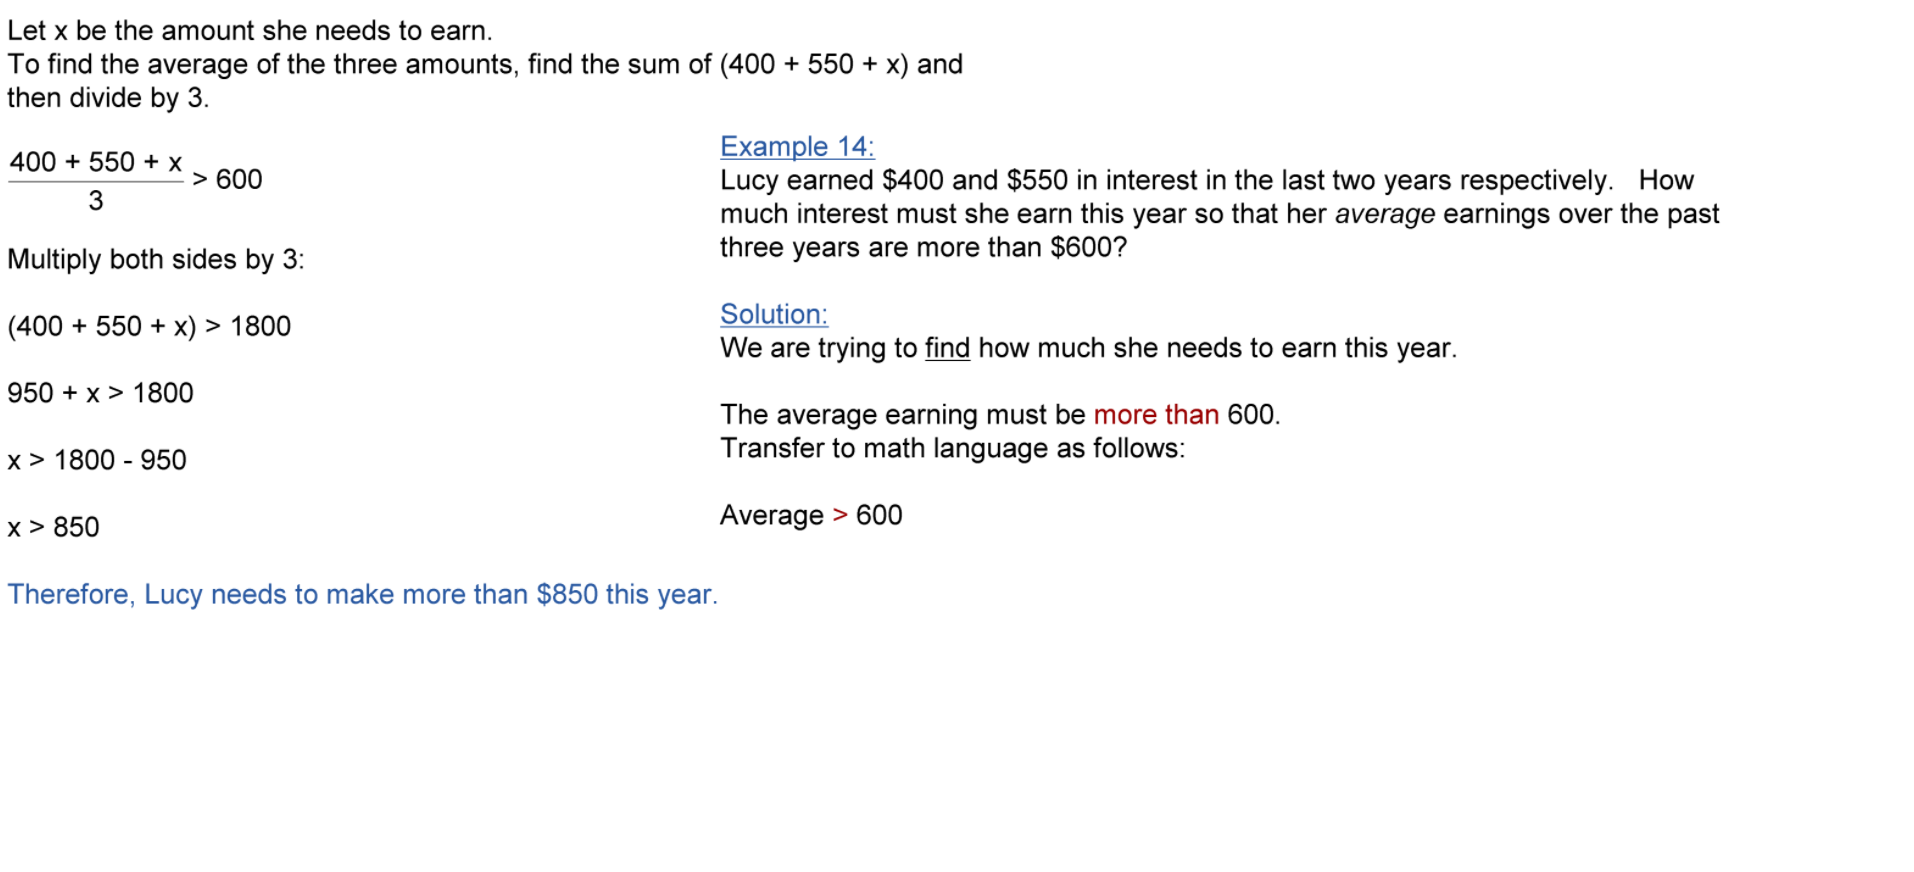 Let x be the amount she needs to earn.
To find the average of the three amounts, find the sum of (400 + 550 + x) and
then divide by 3.
400 + 550 + x
3
> 600
Multiply both sides by 3:
(400 + 550 + x) > 1800
950 + x > 1800
x > 1800 - 950
x > 850
Therefore, Lucy needs to make more than $850 this year.
Example 14:
Lucy earned $400 and $550 in interest in the last two years respectively. How
much interest must she earn this year so that her average earnings over the past
three years are more than $600?
Solution:
We are trying to find how much she needs to earn this year.
The average earning must be more than 600.
Transfer to math language as follows:
Average > 600